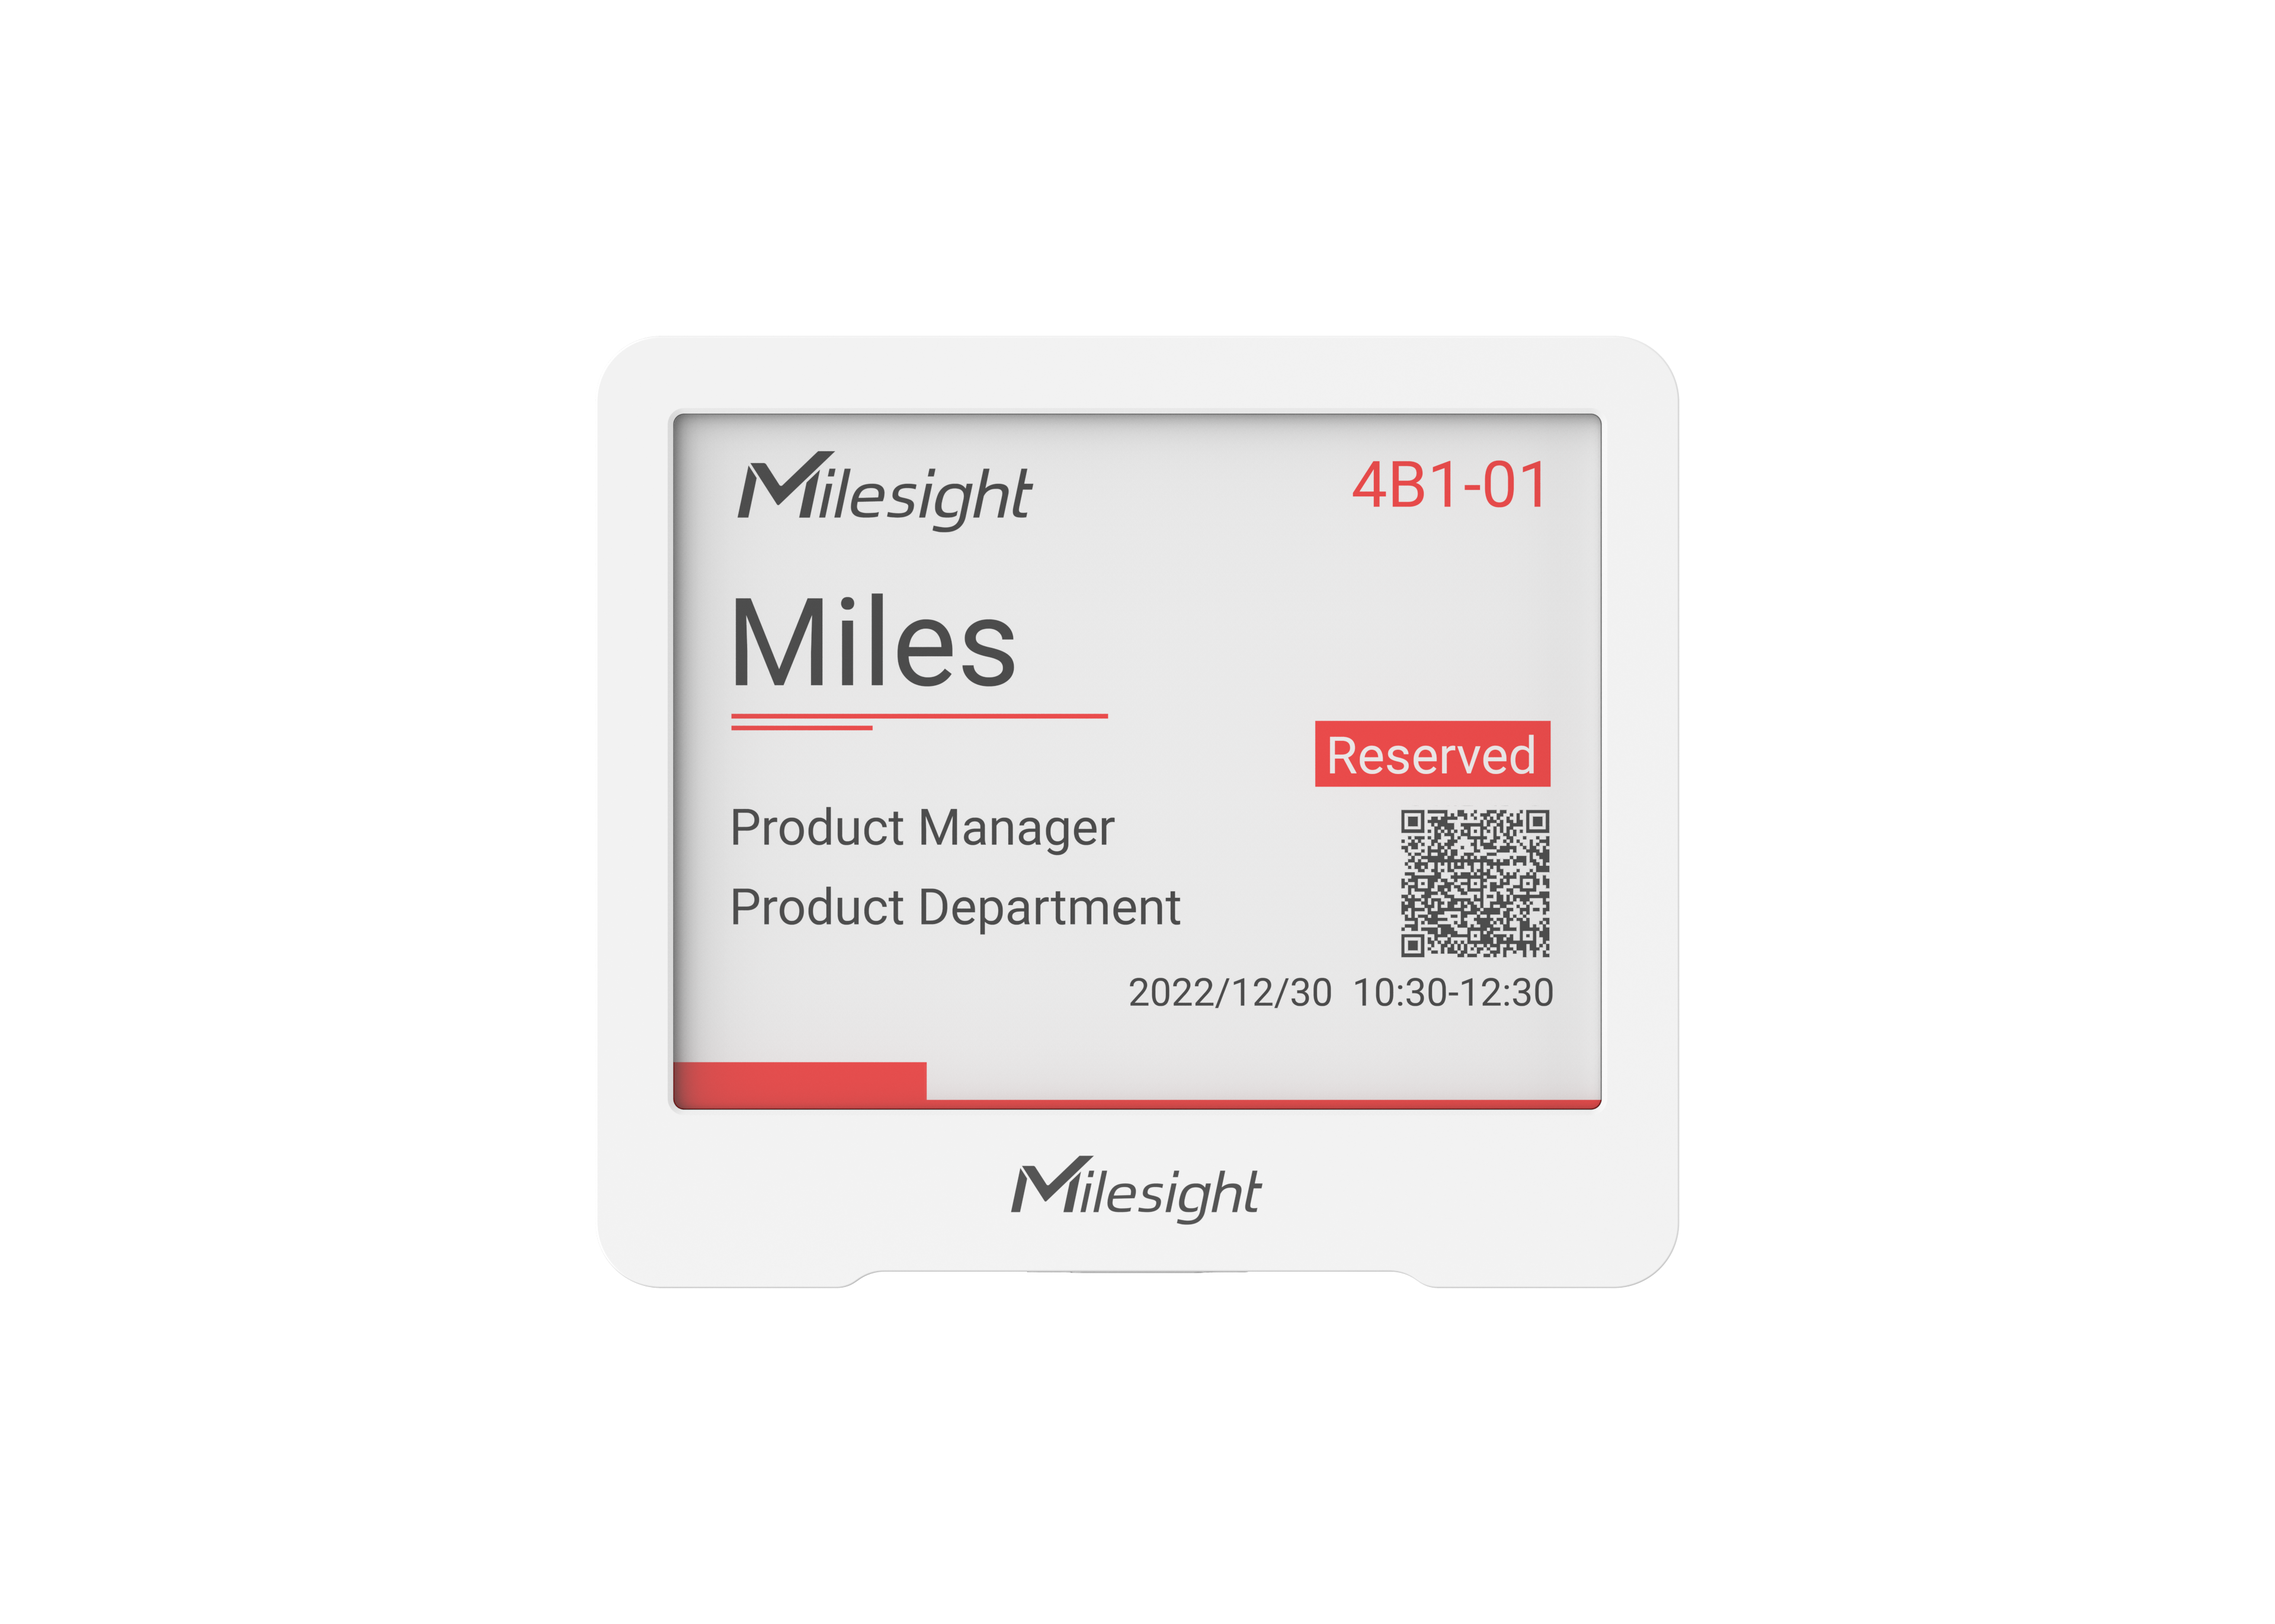 Milesight
4B1-01
Miles
Reserved
Product Manager
Product Department
2022/12/30 10:30-12:30
Milesight